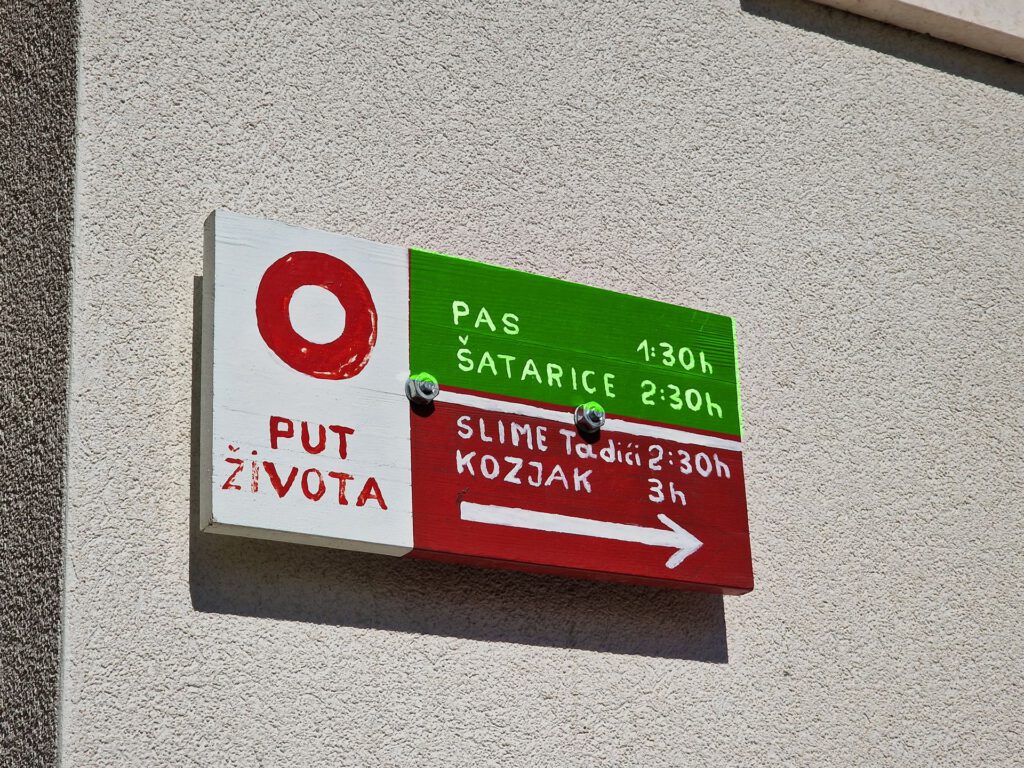 PUT
ŽIVOTA
PAS 1:30h
ŠATARICE 2:30h
SLIME Tadići 2:30h
KOZJAK 3h